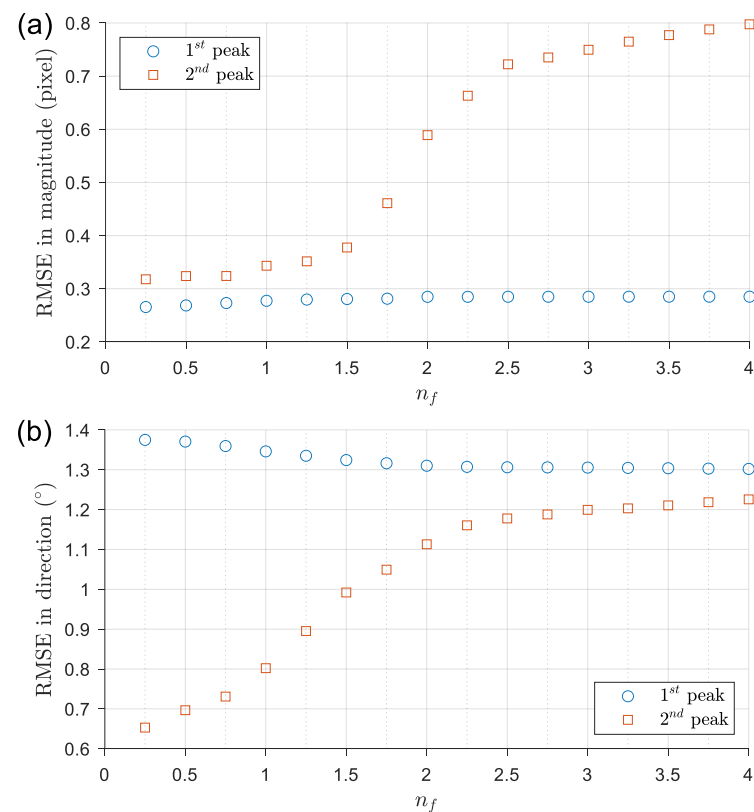 (a)
RMSE in magnitude (pixel)
0.8
0.7
0.6
0.5
0.4
0.3
0.2
1st peak
2nd peak
0 0.5 1 1.5 2 2.5 3 3.5 4
nf
(b)
RMSE in direction (°)
1.4
1.3
1.2
1.1
1
0.9
0.8
0.7
0.6
1st peak
2nd peak
0 0.5 1 1.5 2 2.5 3 3.5 4
nf